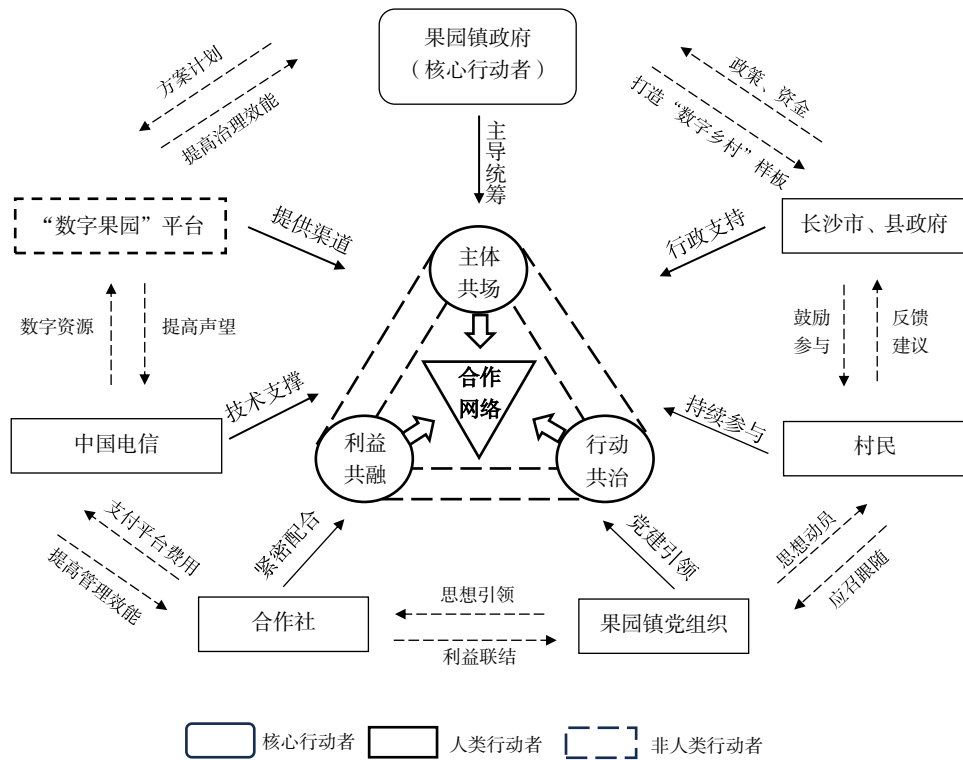 果园镇政府
（核心行动者）
方案计划
提高治理效能
主导统筹
政策、资金
打造“数字乡村”样板
“数字果园”平台
提供渠道
主体
共场
行政支持
长沙市、县政府
数字资源
提高声望
鼓励
参与
反馈
建议
合作
网络
中国电信
技术支撑
利益
共融
行动
共治
持续参与
村民
支付平台费用
提高管理效能
紧密配合
党建引领
思想动员
应召跟随
合作社
思想引领
利益联结
果园镇党组织
核心行动者
人类行动者
非人类行动者